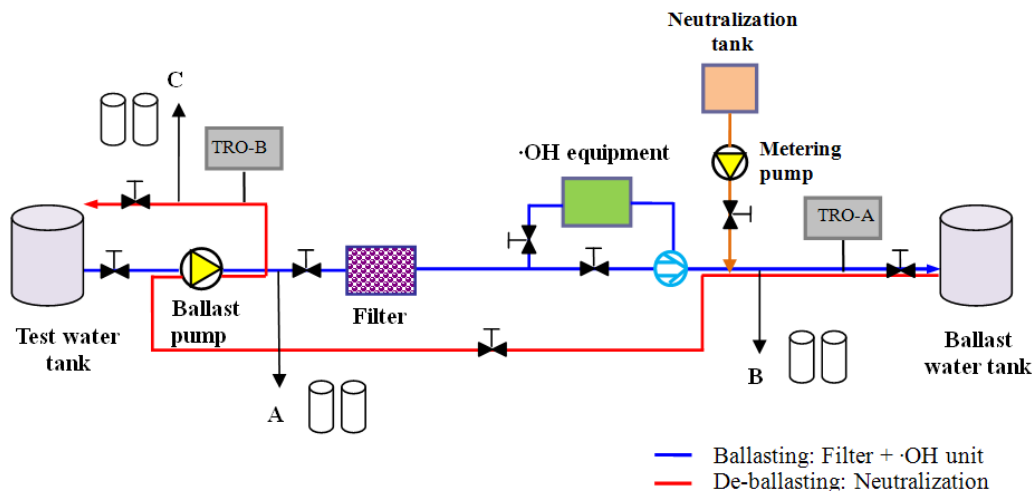 Neutralization
tank
C
TRO-B
·OH equipment
Metering
pump
TRO-A
Test water
tank
Ballast
pump
Filter
Ballast
water tank
A
B
Ballasting: Filter + ·OH unit
De-ballasting: Neutralization